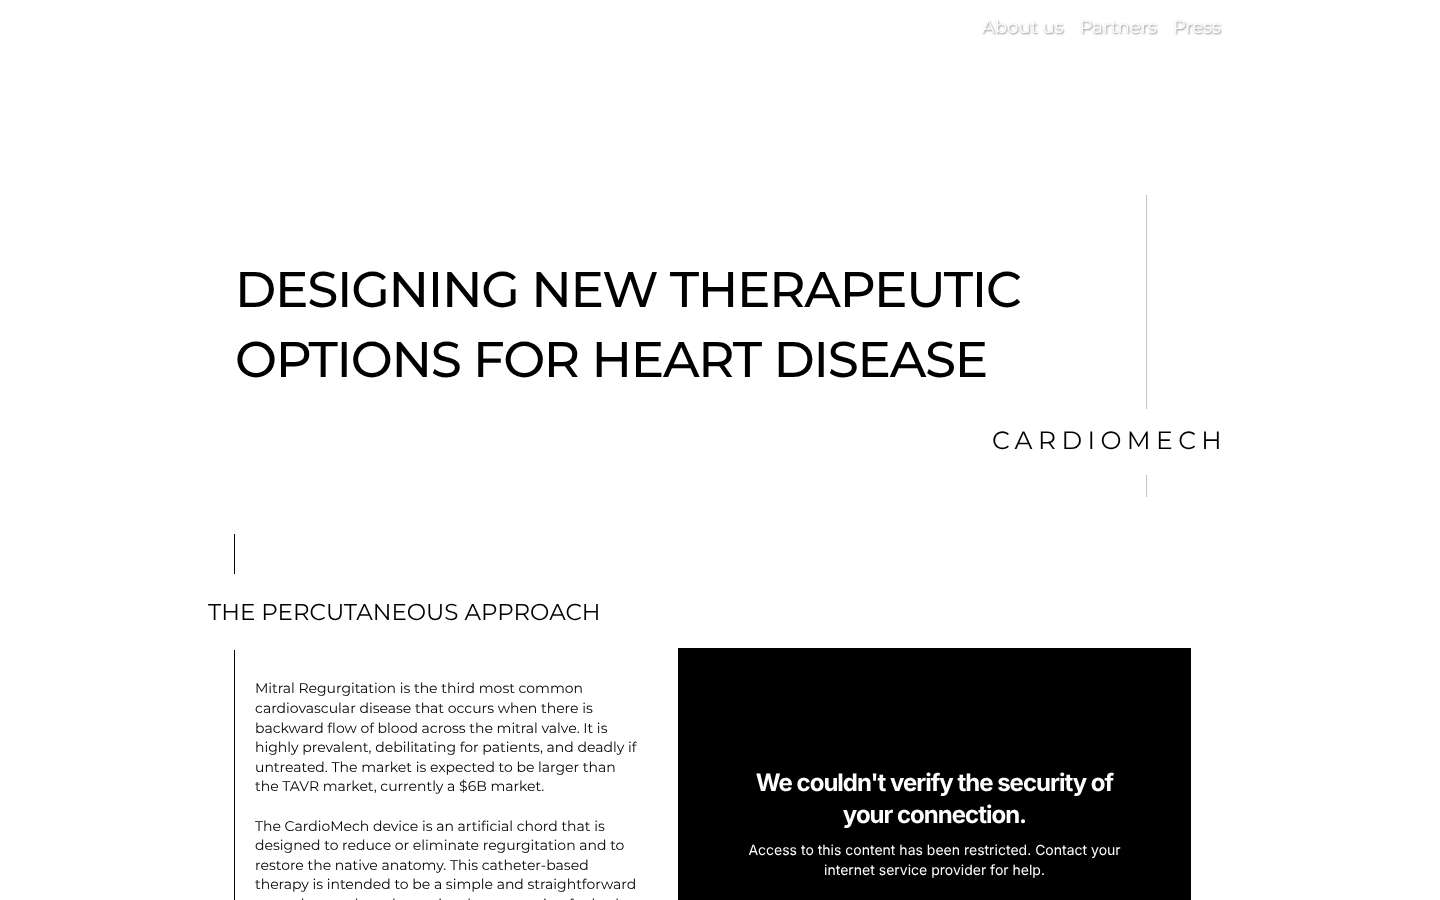 About us Partners Press
DESIGNING NEW THERAPEUTIC
OPTIONS FOR HEART DISEASE
CARDIOMECH
THE PERCUTANEOUS APPROACH
Mitral Regurgitation is the third most common
cardiovascular disease that occurs when there is
backward flow of blood across the mitral valve. It is
highly prevalent, debilitating for patients, and deadly if
untreated. The market is expected to be larger than
the TAVR market, currently a $6B market.
The CardioMech device is an artificial chord that is
designed to reduce or eliminate regurgitation and to
restore the native anatomy. This catheter-based
therapy is intended to be a simple and straightforward
We couldn't verify the security of
your connection.
Access to this content has been restricted. Contact your
internet service provider for help.